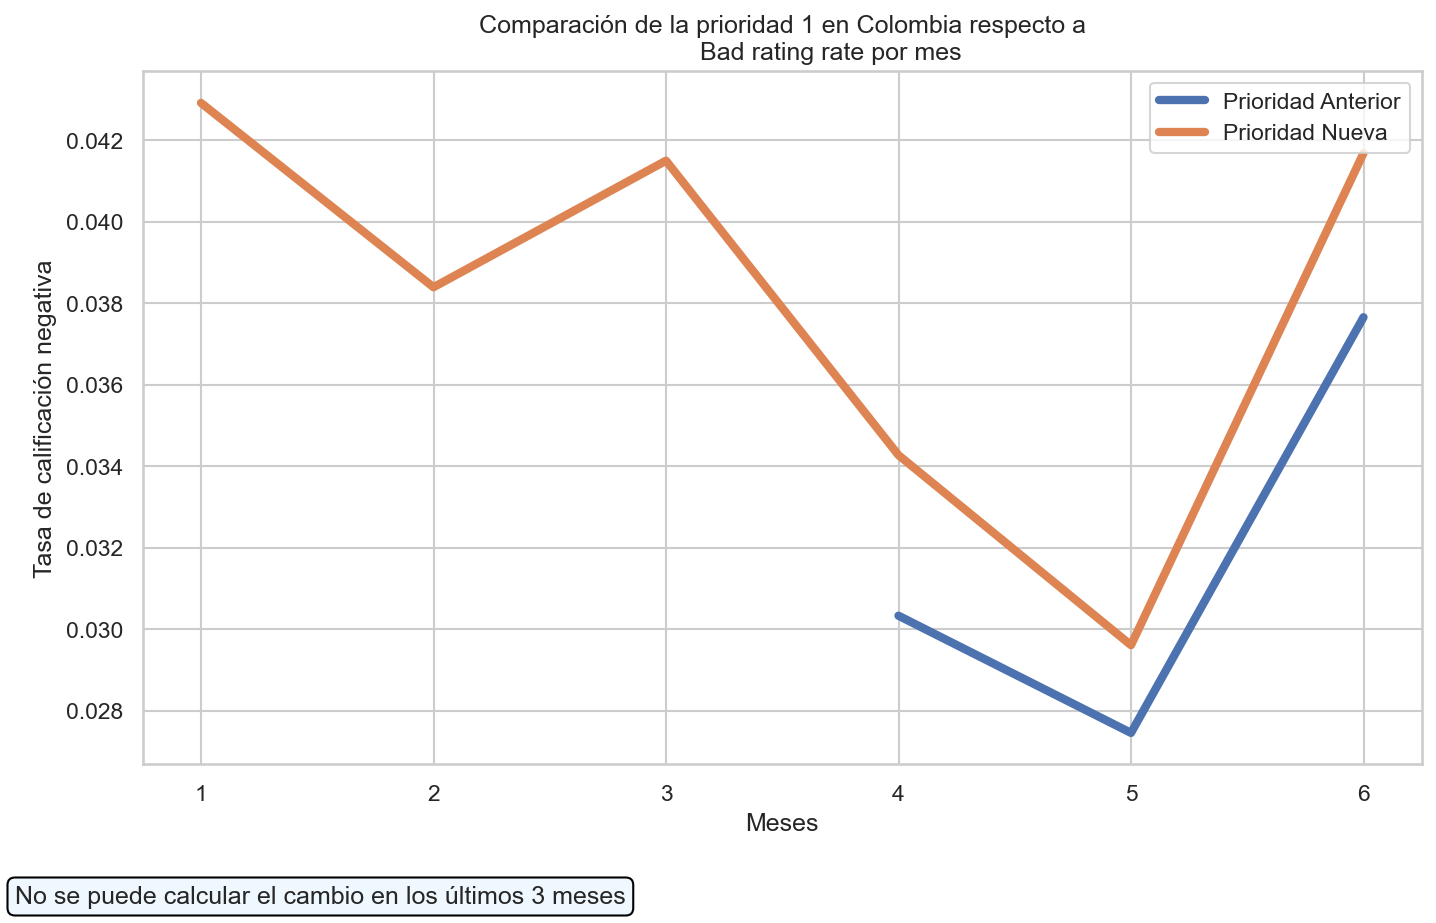 Comparación de la prioridad 1 en Colombia respecto a
Bad rating rate por mes
Prioridad Anterior
Prioridad Nueva
Tasa de calificación negativa
0.042
0.040
0.038
0.036
0.034
0.032
0.030
0.028
1 2 3 4 5 6
Meses
No se puede calcular el cambio en los últimos 3 meses